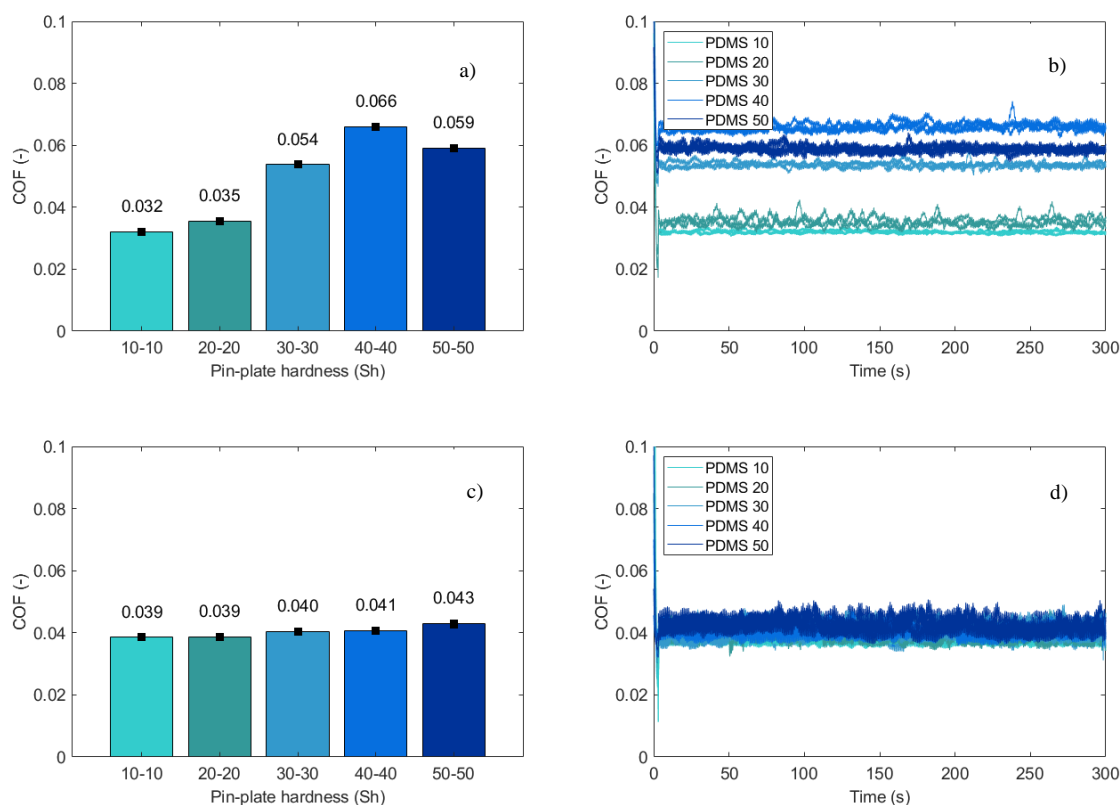 a)
0.1
0.08
0.06
0.04
0.02
0
COF (-)
0.032
0.035
0.054
0.066
0.059
10-10
20-20
30-30
40-40
50-50
Pin-plate hardness (Sh)
b)
0.1
0.08
0.06
0.04
0.02
0
COF (-)
PDMS 10
PDMS 20
PDMS 30
PDMS 40
PDMS 50
0
50
100
150
200
250
300
Time (s)
c)
0.1
0.08
0.06
0.04
0.02
0
COF (-)
0.039
0.039
0.040
0.041
0.043
10-10
20-20
30-30
40-40
50-50
Pin-plate hardness (Sh)
d)
0.1
0.08
0.06
0.04
0.02
0
COF (-)
PDMS 10
PDMS 20
PDMS 30
PDMS 40
PDMS 50
0
50
100
150
200
250
300
Time (s)